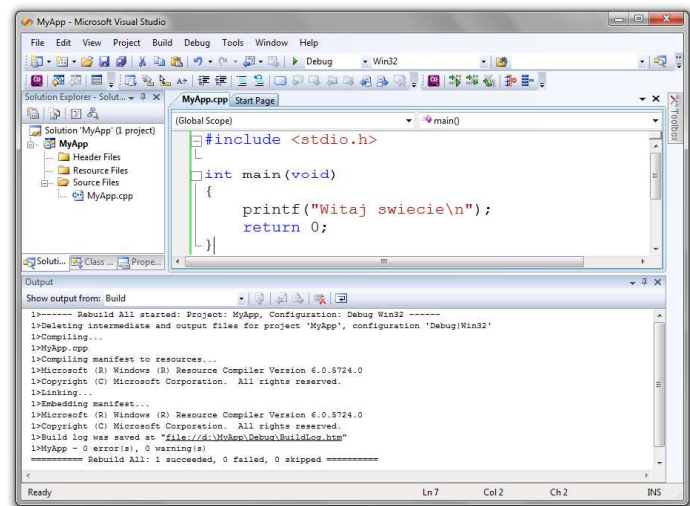 MyApp - Microsoft Visual Studio
File Edit View Project Build Debug Tools Window Help
Debug Win32
Solution Explorer - Solut...
MyApp.cpp Start Page
Toolbox
(Global Scope) main()
Solution 'MyApp' (1 project)
MyApp
Header Files
Resource Files
Source Files
MyApp.cpp
#include <stdio.h>
int main(void)
{
printf("Witaj swiecie\n");
return 0;
}
Soluti... Class ... Prope...
Output
Show output from: Build
1>------ Rebuild All started: Project: MyApp, Configuration: Debug Win32 ------
1>Deleting intermediate and output files for project 'MyApp', configuration 'Debug|Win32'
1>Compiling...
1>MyApp.cpp
1>Compiling manifest to resources...
1>Microsoft (R) Windows (R) Resource Compiler Version 6.0.5724.0
1>Copyright (C) Microsoft Corporation. All rights reserved.
1>Linking...
1>Embedding manifest...
1>Microsoft (R) Windows (R) Resource Compiler Version 6.0.5724.0
1>Copyright (C) Microsoft Corporation. All rights reserved.
1>Build log was saved at "file://d:\MyApp\Debug\BuildLog.htm"
1>MyApp - 0 error(s), 0 warning(s)
========== Rebuild All: 1 succeeded, 0 failed, 0 skipped ==========
Ready Ln 7 Col 2 Ch 2 INS